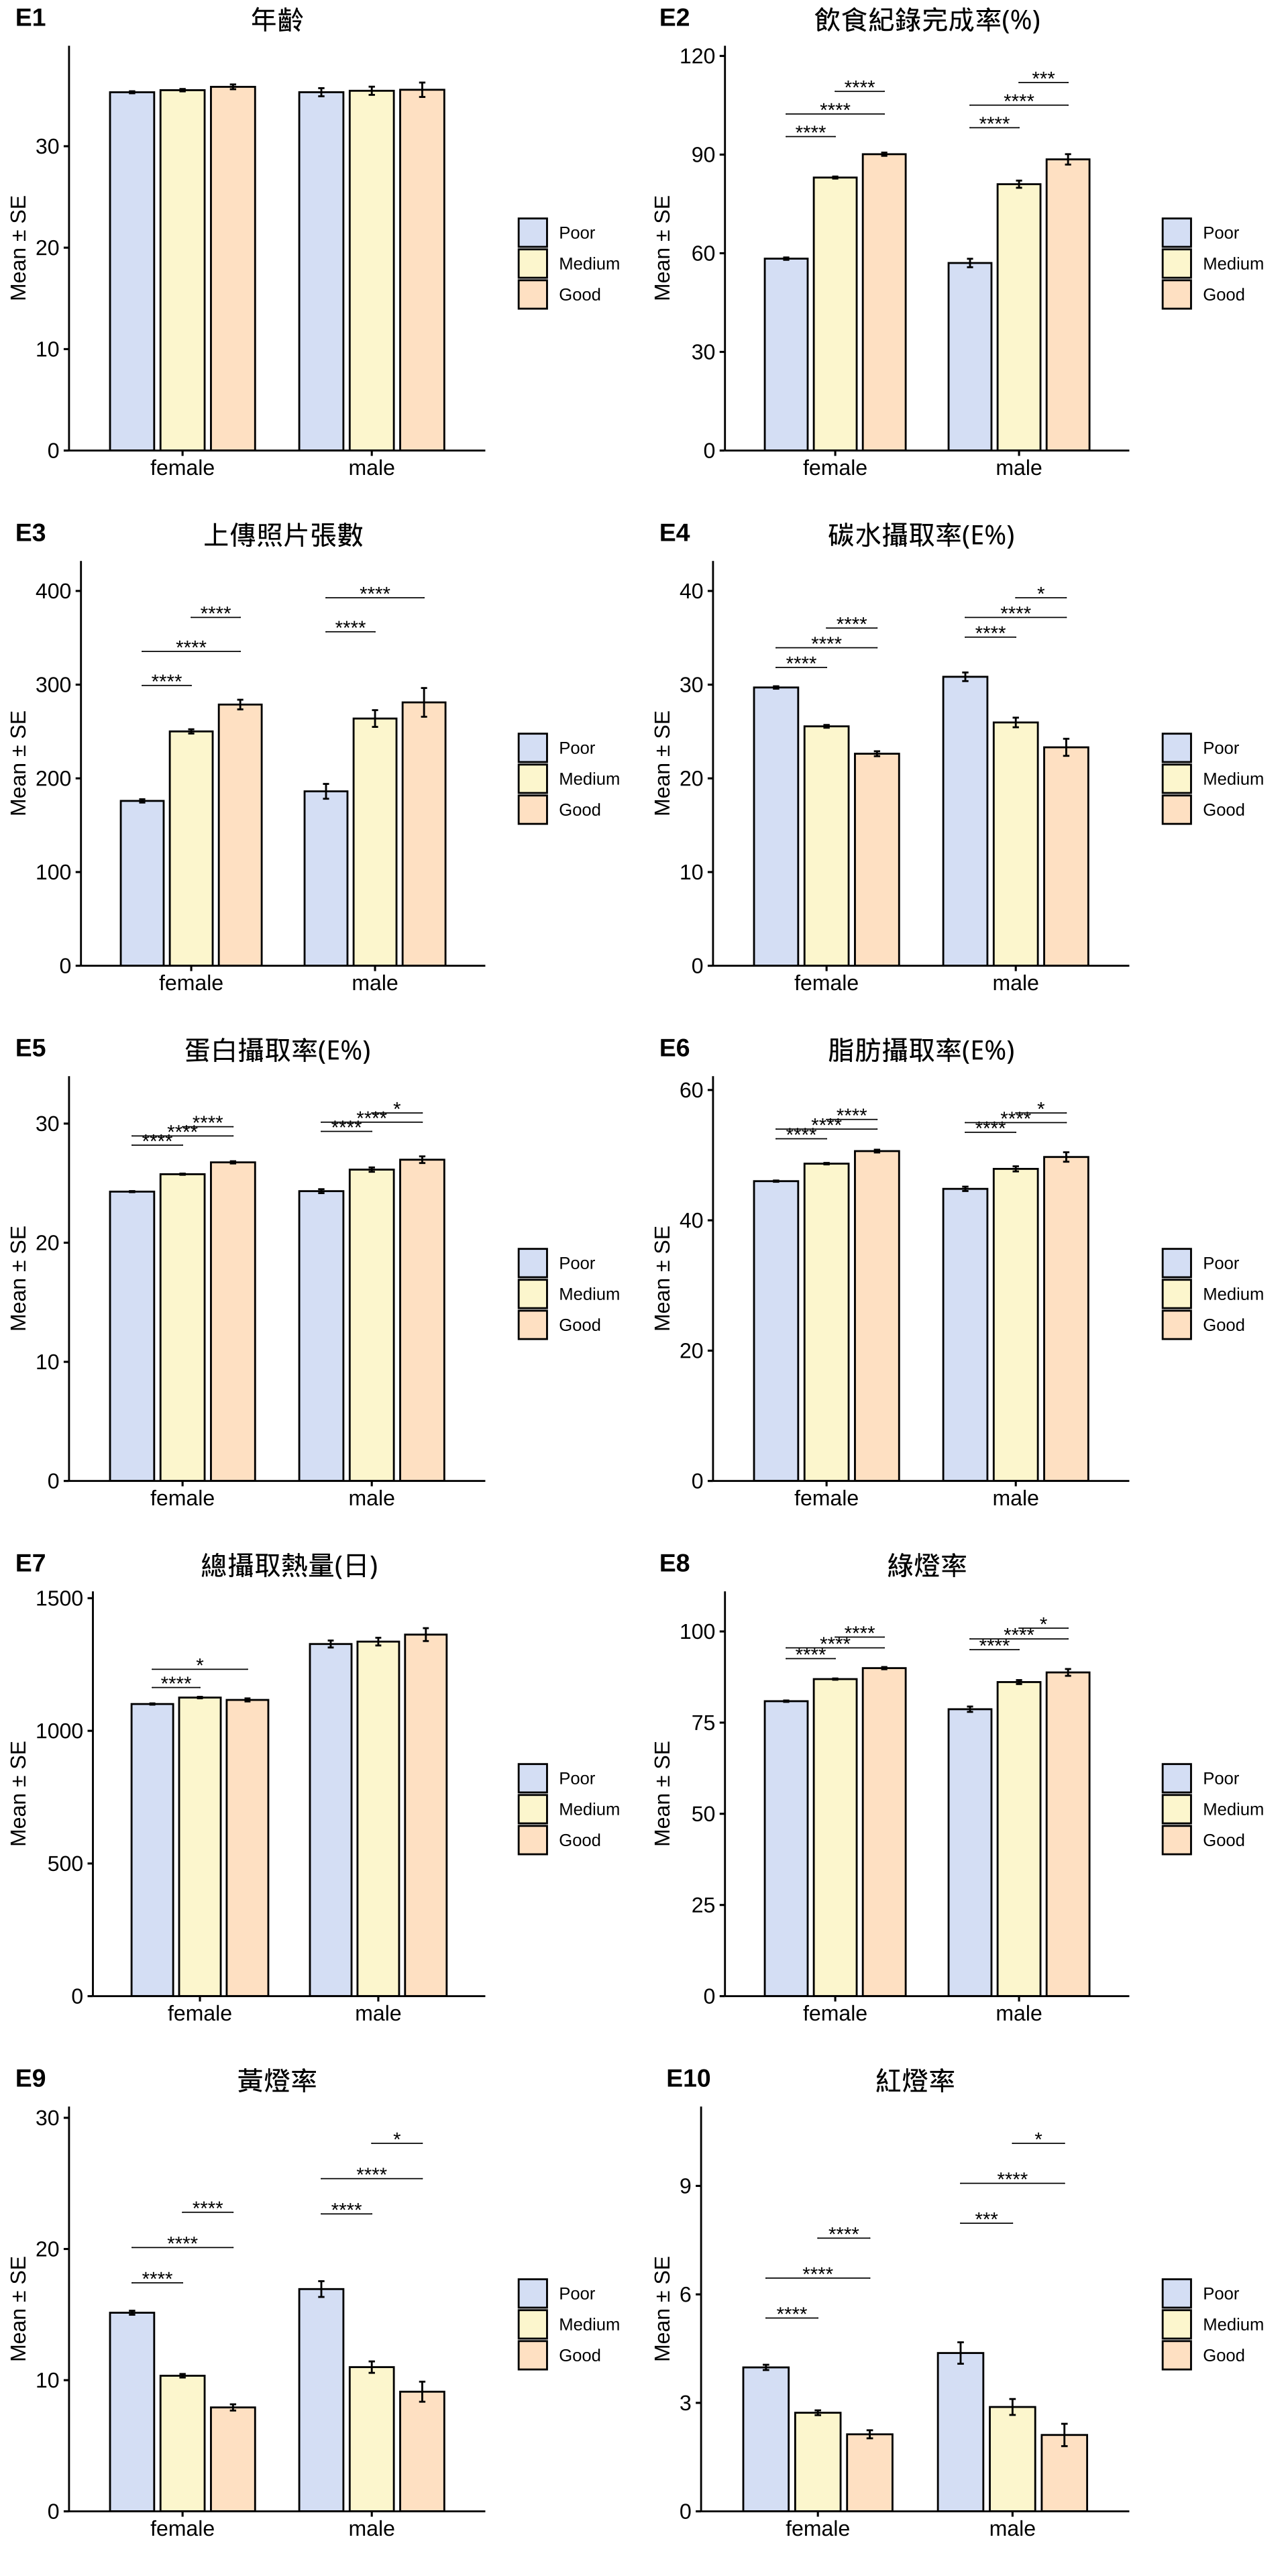 E1 年齡
Mean ± SE
30
20
10
0
female male
Poor
Medium
Good
E2 飲食紀錄完成率(%)
Mean ± SE
120
90
60
30
0
**** **** ****
**** **** ***
female male
Poor
Medium
Good
E3 上傳照片張數
Mean ± SE
400
300
200
100
0
**** **** ****
**** ****
female male
Poor
Medium
Good
E4 碳水攝取率(E%)
Mean ± SE
40
30
20
10
0
**** **** ****
**** **** *
female male
Poor
Medium
Good
E5 蛋白攝取率(E%)
Mean ± SE
30
20
10
0
**** **** ****
**** **** *
female male
Poor
Medium
Good
E6 脂肪攝取率(E%)
Mean ± SE
60
40
20
0
**** **** ****
**** **** *
female male
Poor
Medium
Good
E7 總攝取熱量(日)
Mean ± SE
1500
1000
500
0
**** *
female male
Poor
Medium
Good
E8 綠燈率
Mean ± SE
100
75
50
25
0
**** **** ****
**** **** *
female male
Poor
Medium
Good
E9 黃燈率
Mean ± SE
30
20
10
0
**** **** ****
**** **** *
female male
Poor
Medium
Good
E10 紅燈率
Mean ± SE
9
6
3
0
**** **** ****
*** **** *
female male
Poor
Medium
Good